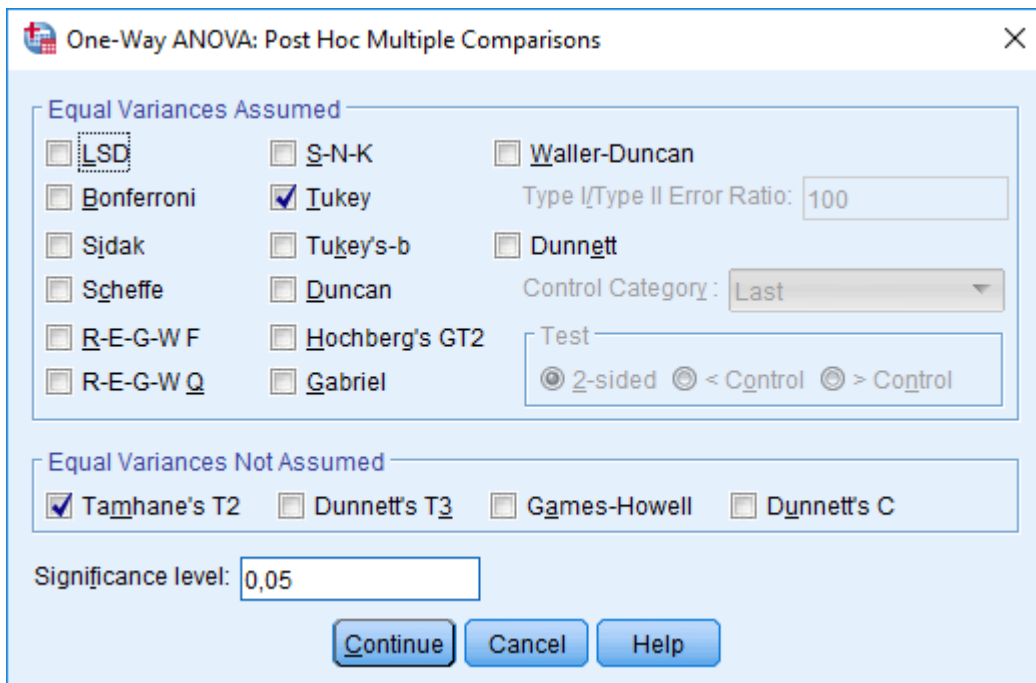 One-Way ANOVA: Post Hoc Multiple Comparisons
Equal Variances Assumed
LSD S-N-K Waller-Duncan
Bonferroni Tukey Type I/Type II Error Ratio: 100
Sidak Tukey's-b Dunnett
Scheffe Duncan Control Category : Last
R-E-G-W F Hochberg's GT2 Test
R-E-G-W Q Gabriel 2-sided < Control > Control
Equal Variances Not Assumed
Tamhane's T2 Dunnett's T3 Games-Howell Dunnett's C
Significance level: 0,05
Continue Cancel Help